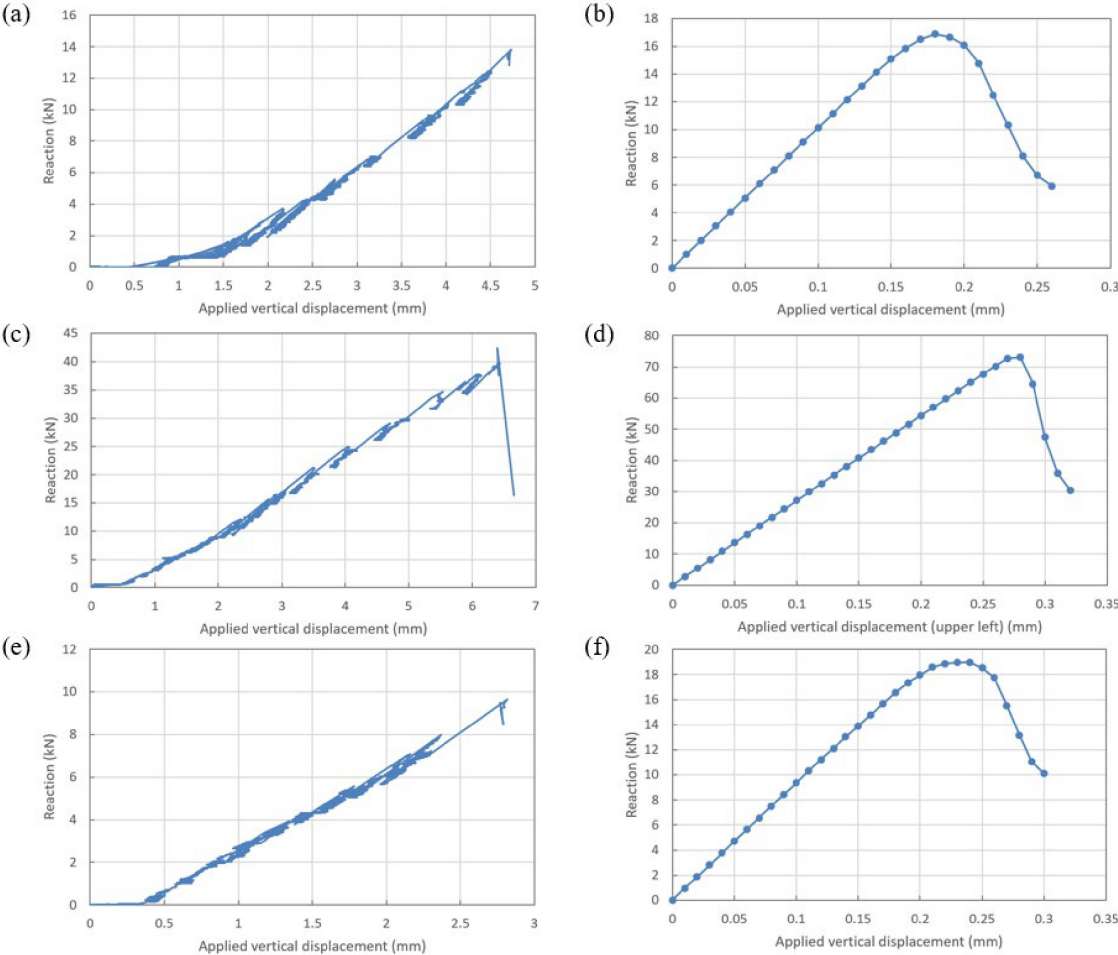 (a)
16
14
12
10
8
6
4
2
0
Reaction (kN)
0 0.5 1 1.5 2 2.5 3 3.5 4 4.5 5
Applied vertical displacement (mm)
(b)
18
16
14
12
10
8
6
4
2
0
Reaction (kN)
0 0.05 0.1 0.15 0.2 0.25 0.3
Applied vertical displacement (mm)
(c)
45
40
35
30
25
20
15
10
5
0
Reaction (kN)
0 1 2 3 4 5 6 7
Applied vertical displacement (mm)
(d)
80
70
60
50
40
30
20
10
0
Reaction (kN)
0 0.05 0.1 0.15 0.2 0.25 0.3 0.35
Applied vertical displacement (upper left) (mm)
(e)
12
10
8
6
4
2
0
Reaction (kN)
0 0.5 1 1.5 2 2.5 3
Applied vertical displacement (mm)
(f)
20
18
16
14
12
10
8
6
4
2
0
Reaction (kN)
0 0.05 0.1 0.15 0.2 0.25 0.3 0.35
Applied vertical displacement (mm)